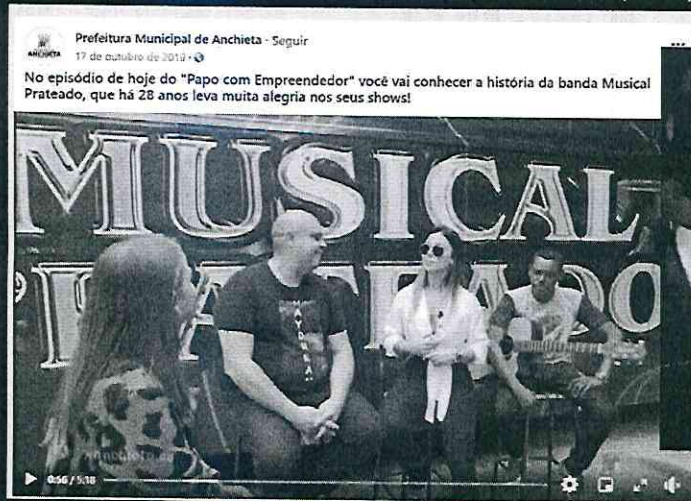 Prefeitura Municipal de Anchieta · Seguir
ANCHIETA
17 de outubro de 2019 ·
No episódio de hoje do "Papo com Empreendedor" você vai conhecer a história da banda Musical
Prateado, que há 28 anos leva muita alegria nos seus shows!
MUSICAL
0:56 / 5:18